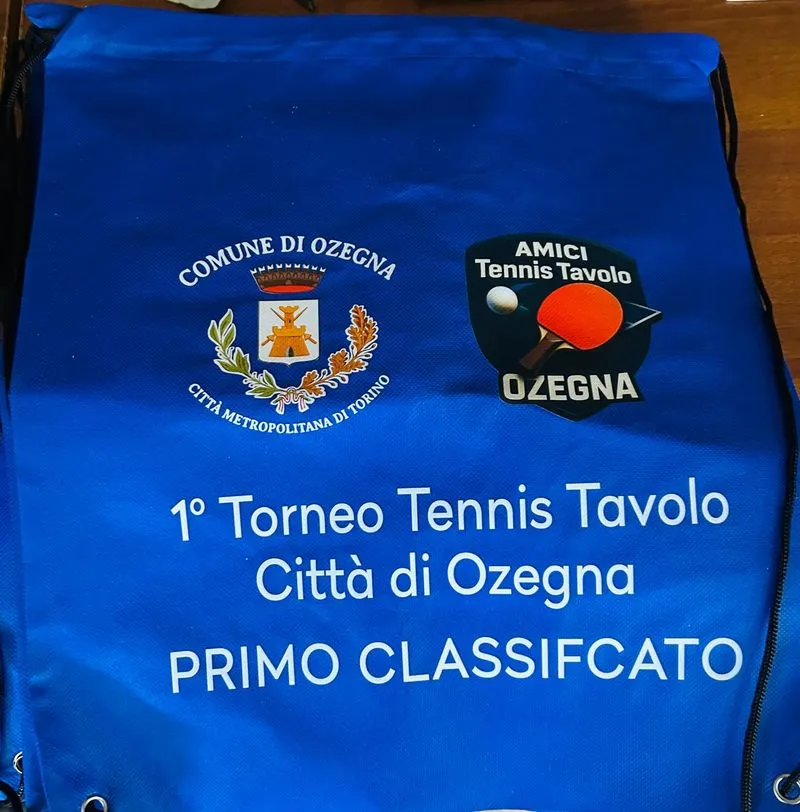 COMUNE DI OZEGNA
CITTÀ METROPOLITANA DI TORINO
AMICI
Tennis Tavolo
OZEGNA
1° Torneo Tennis Tavolo
Città di Ozegna
PRIMO CLASSIFCATO